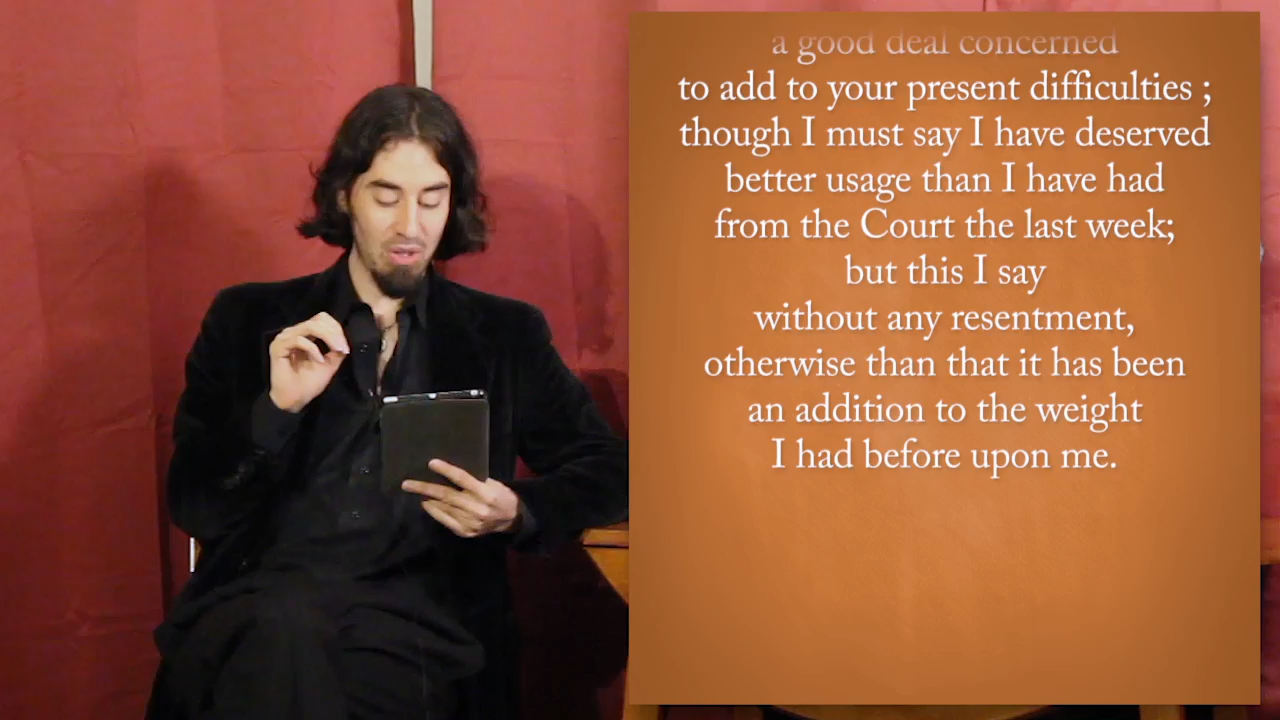 a good deal concerned
to add to your present difficulties ;
though I must say I have deserved
better usage than I have had
from the Court the last week;
but this I say
without any resentment,
otherwise than that it has been
an addition to the weight
I had before upon me.